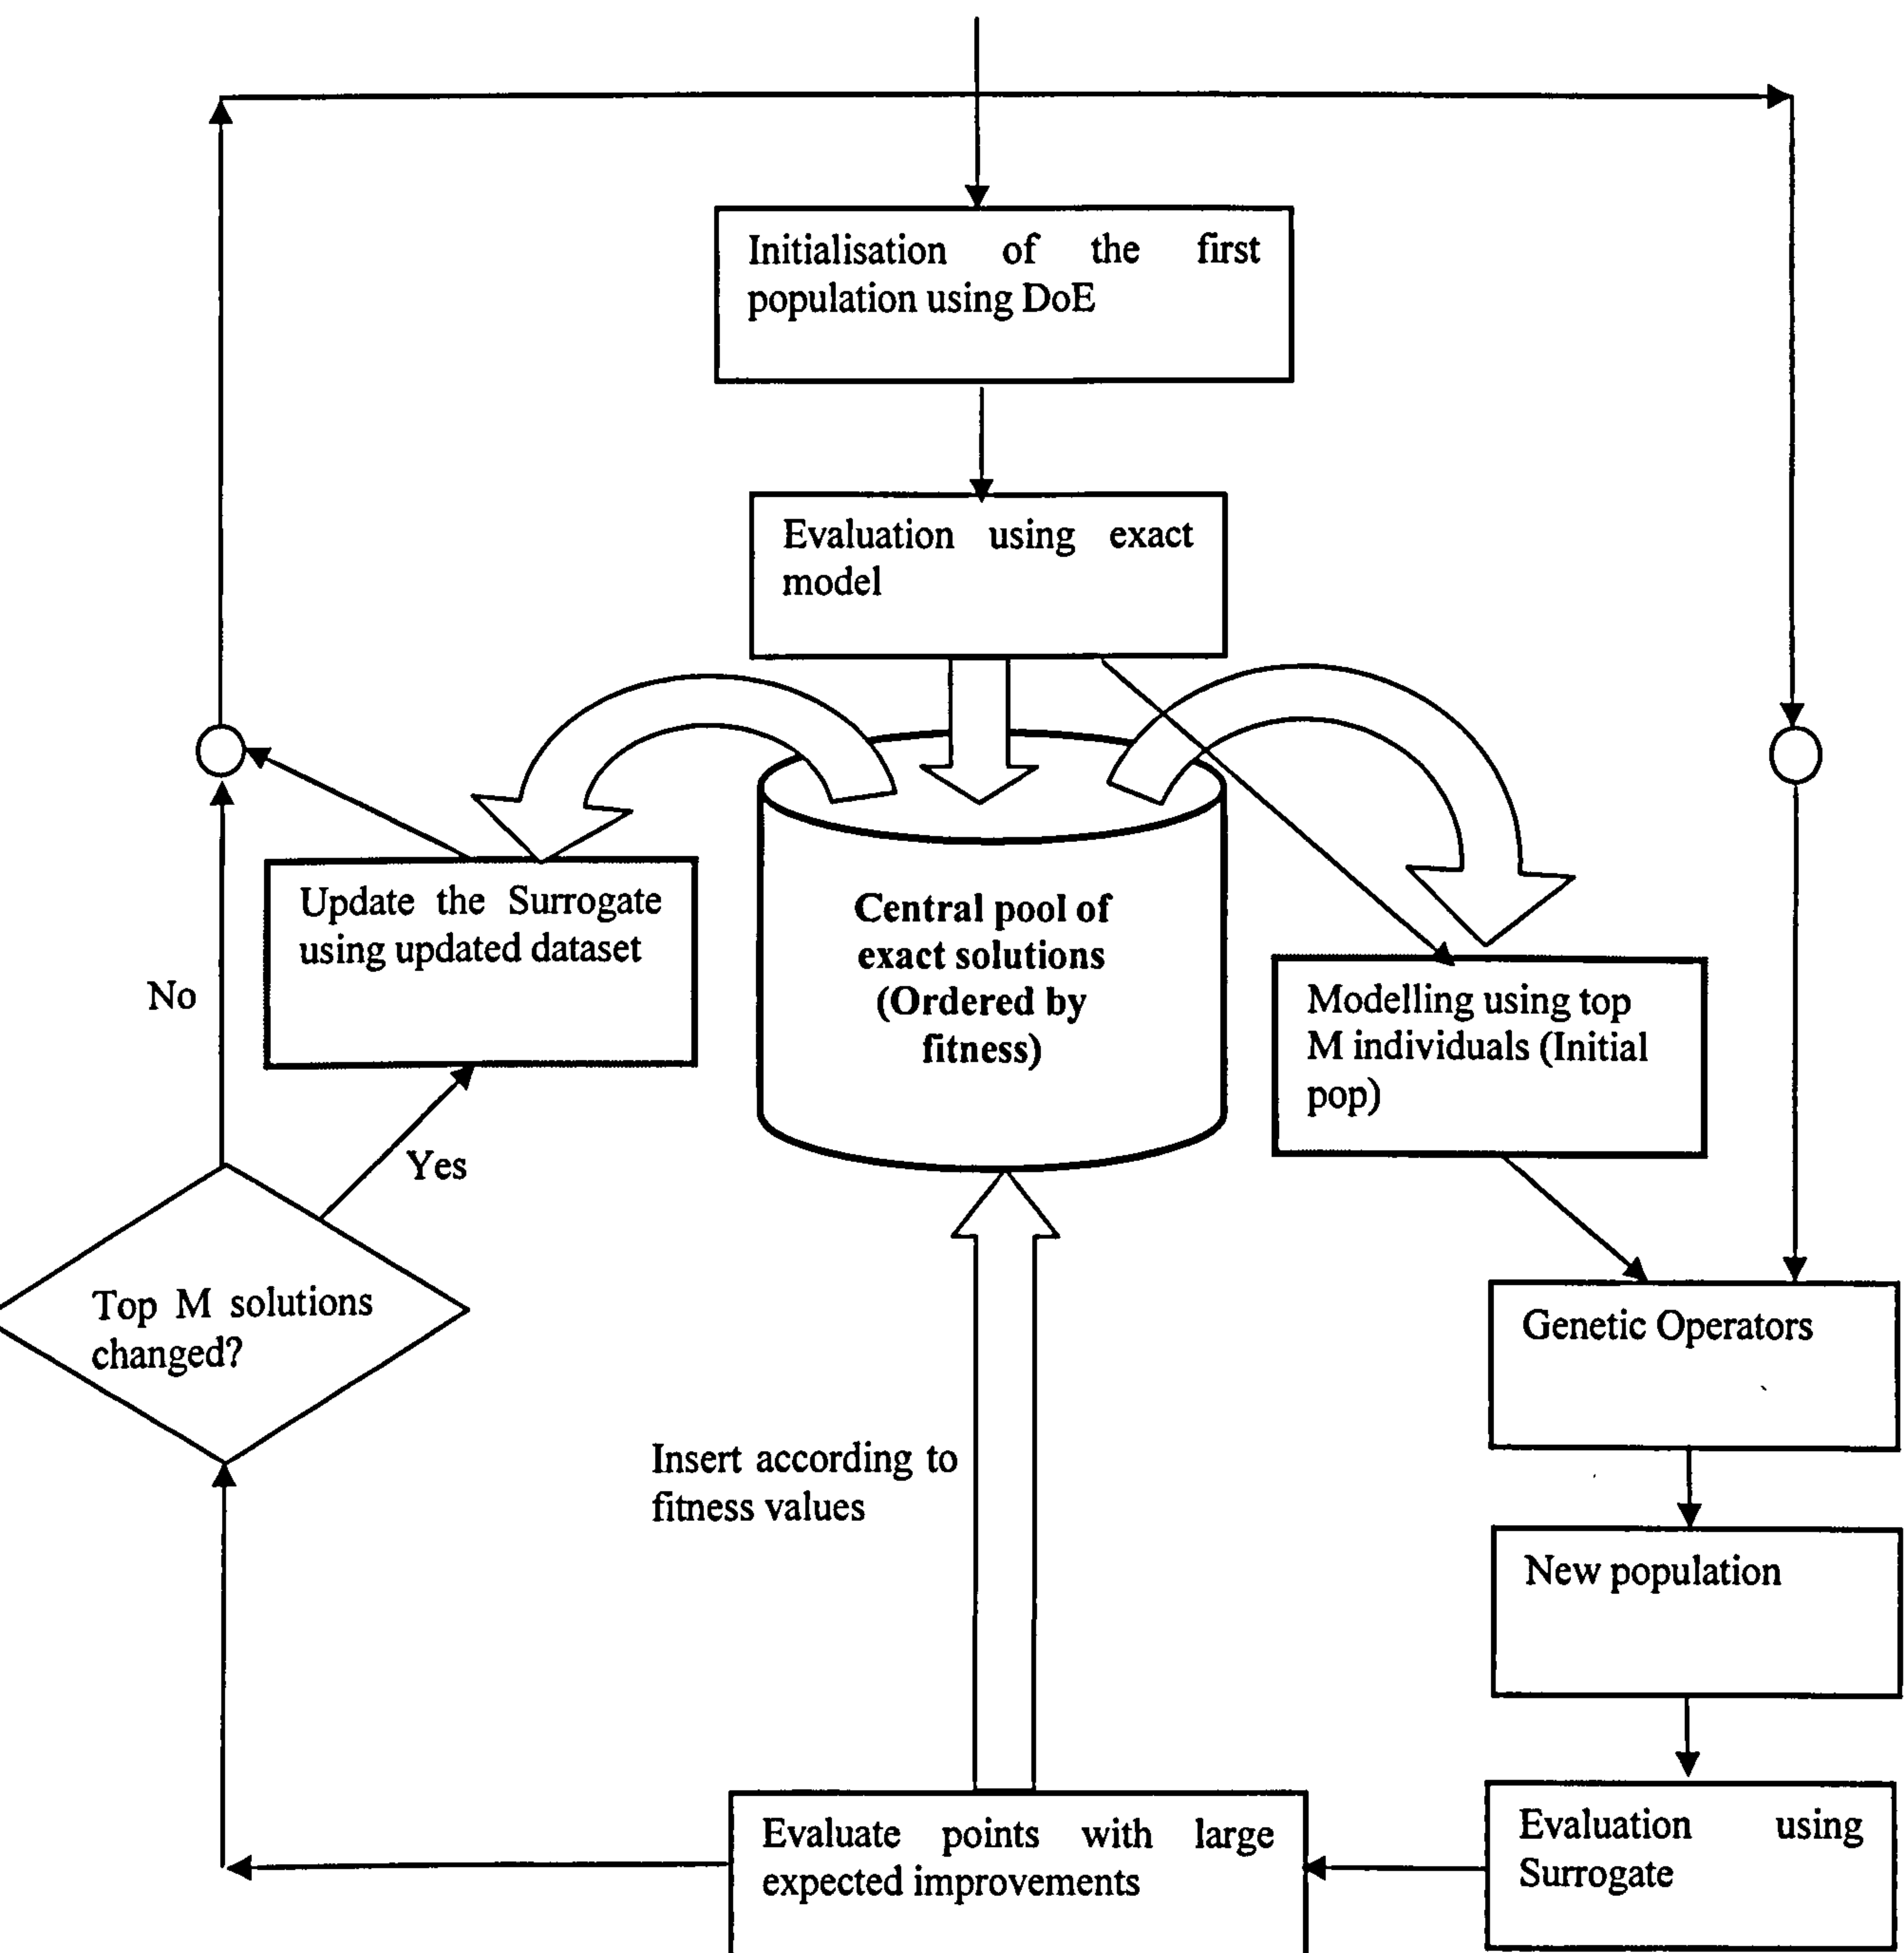 Initialisation of the first
population using DoE
Evaluation using exact
model
Update the Surrogate
using updated dataset
Central pool of
exact solutions
(Ordered by
fitness)
Modelling using top
M individuals (Initial
pop)
No
Yes
Top M solutions
changed?
Genetic Operators
Insert according to
fitness values
New population
Evaluate points with large
expected improvements
Evaluation using
Surrogate